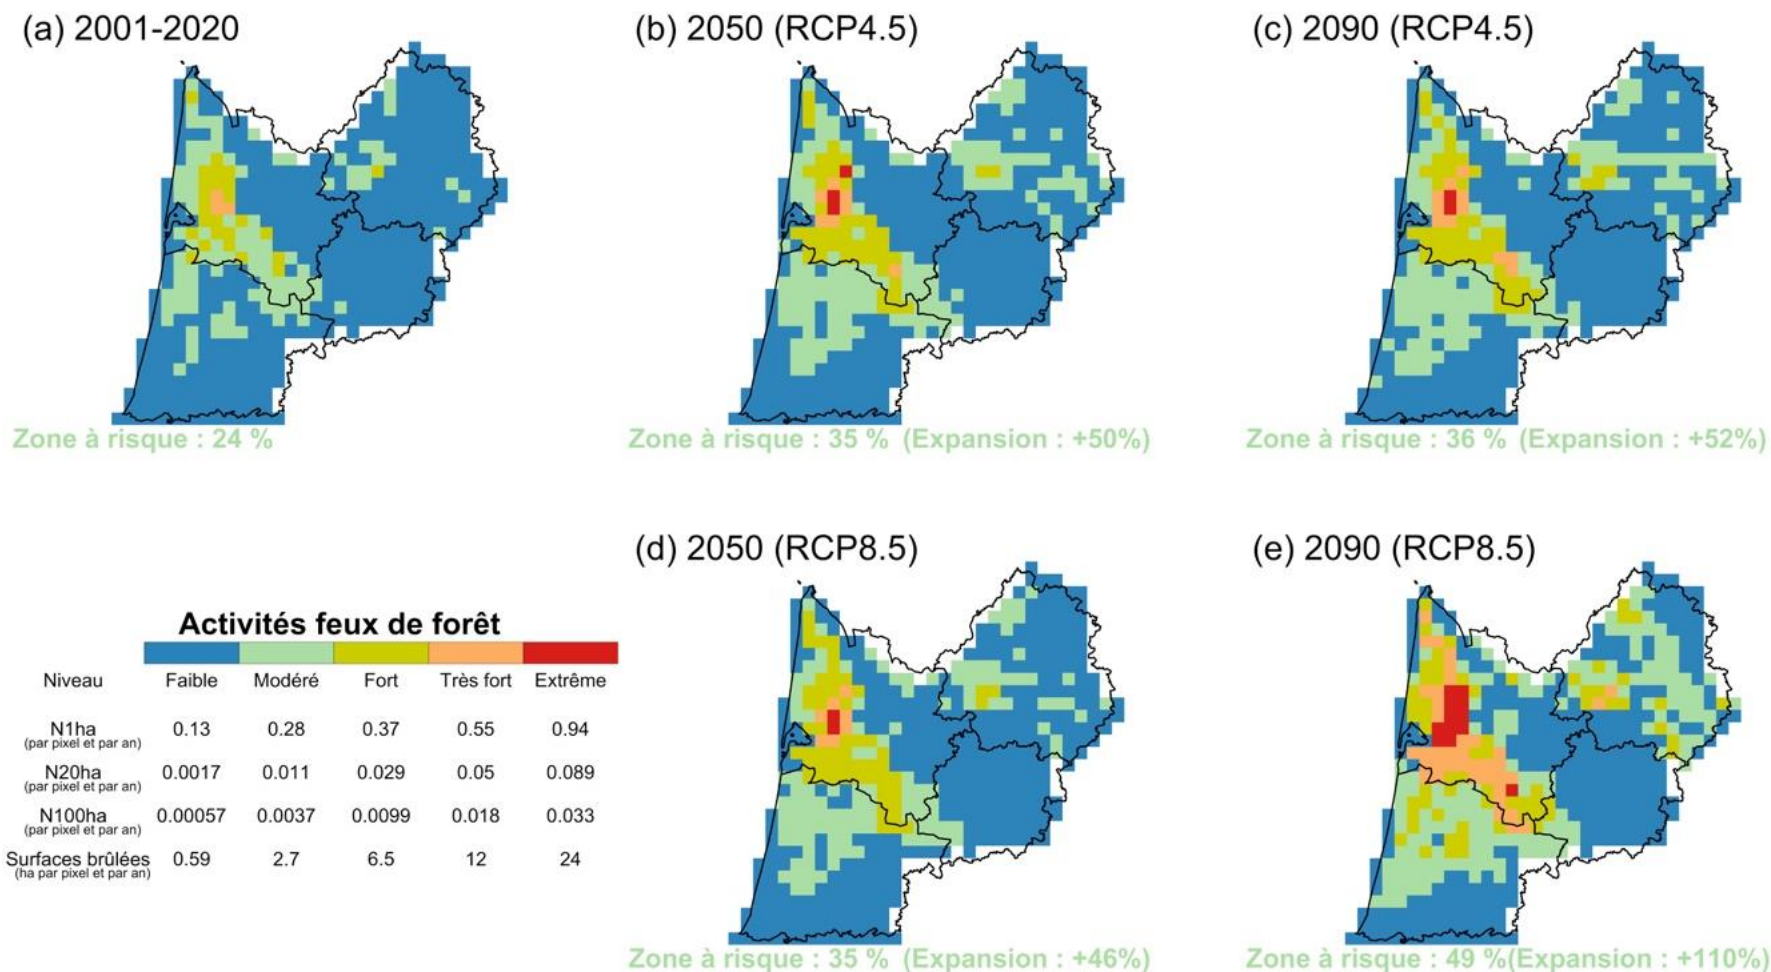 (a) 2001-2020
(b) 2050 (RCP4.5)
(c) 2090 (RCP4.5)
Zone à risque : 24 %
Zone à risque : 35 % (Expansion : +50%)
Zone à risque : 36 % (Expansion : +52%)
(d) 2050 (RCP8.5)
(e) 2090 (RCP8.5)
Activités feux de forêt
Niveau Faible Modéré Fort Très fort Extrême
N1ha 0.13 0.28 0.37 0.55 0.94
(par pixel et par an)
N20ha 0.0017 0.011 0.029 0.05 0.089
(par pixel et par an)
N100ha 0.00057 0.0037 0.0099 0.018 0.033
(par pixel et par an)
Surfaces brûlées 0.59 2.7 6.5 12 24
(ha par pixel et par an)
Zone à risque : 35 % (Expansion : +46%)
Zone à risque : 49 %(Expansion : +110%)